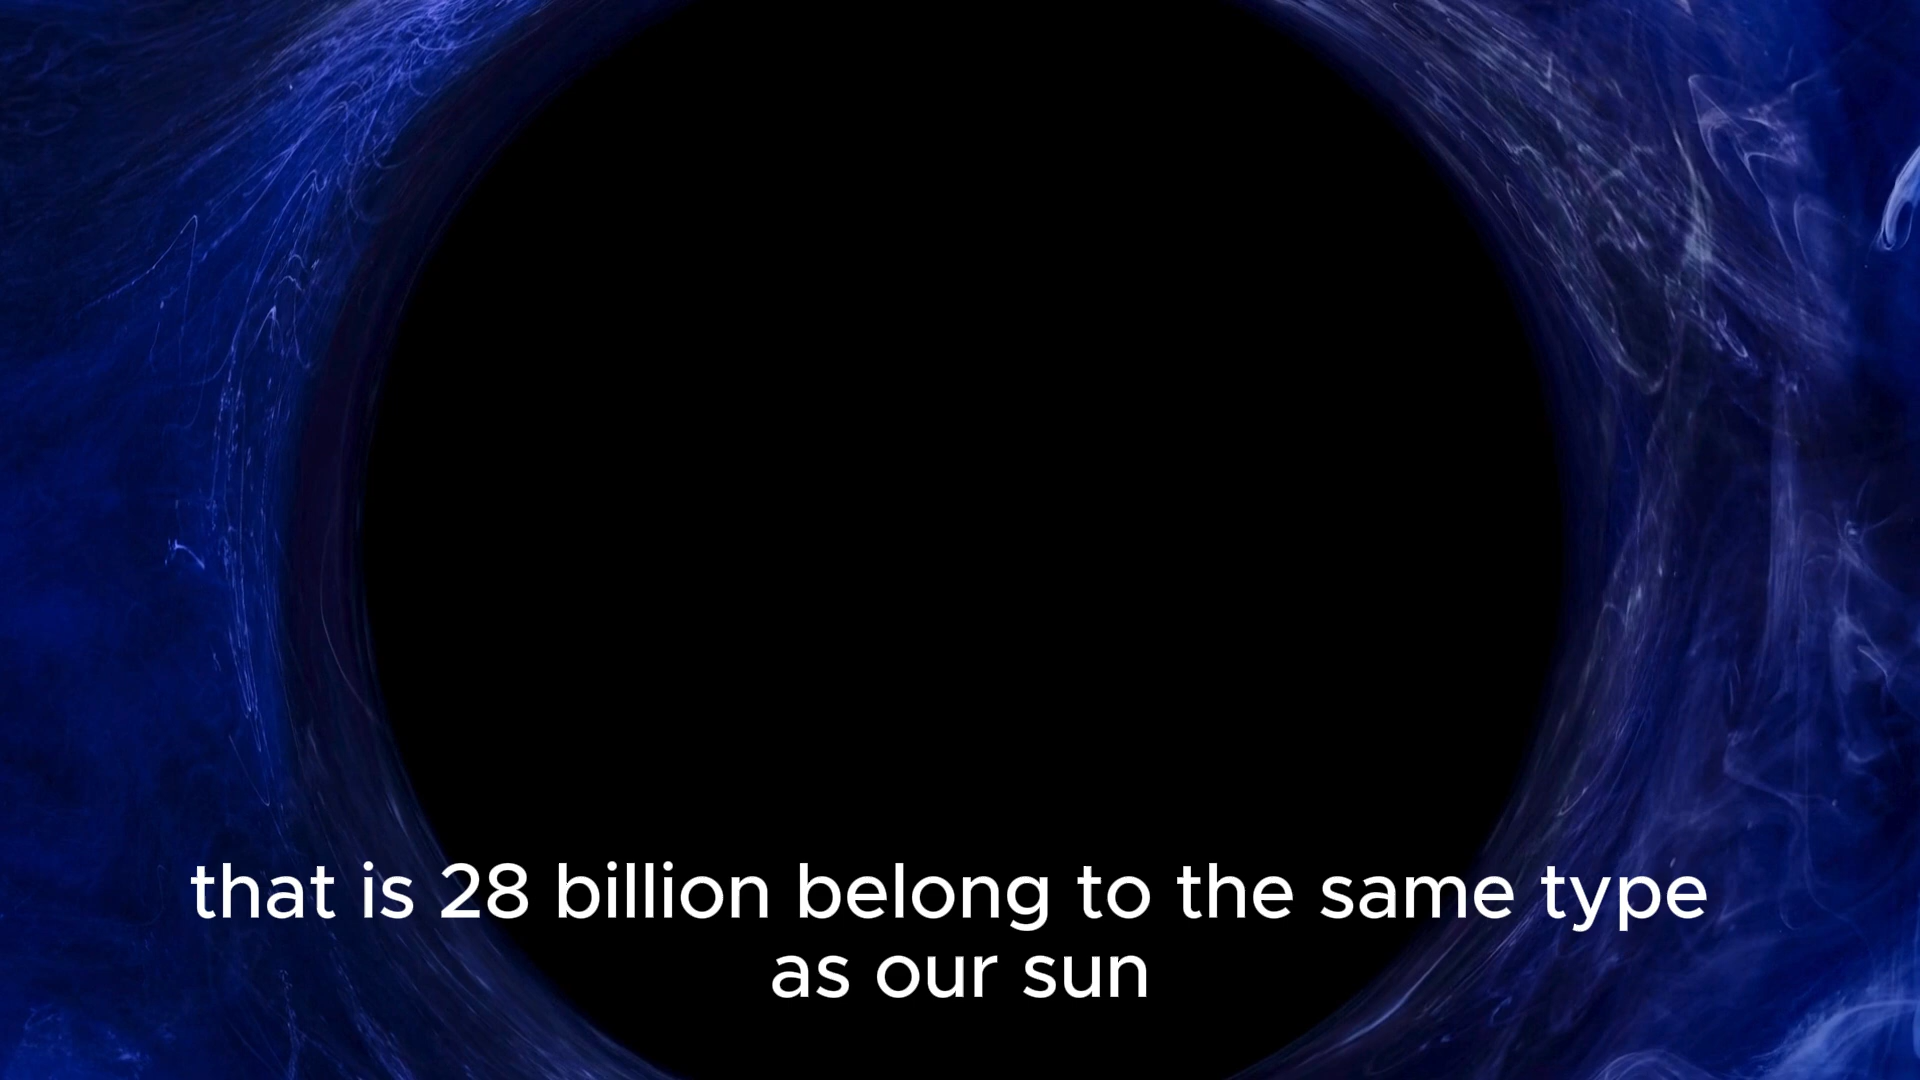 that is 28 billion belong to the same type
as our sun